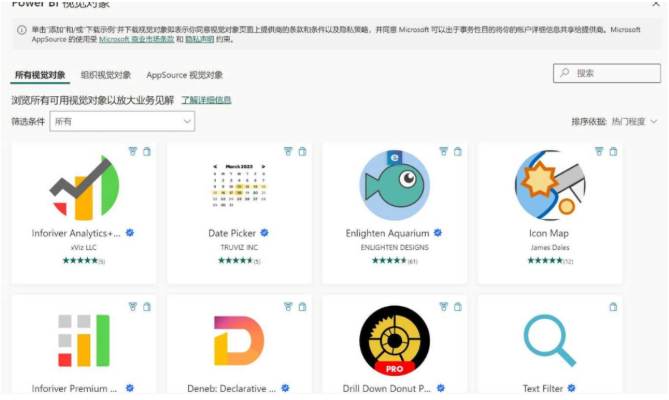 Power BI 视觉对象
单击"添加"和/或"下载示例"并下载视觉对象即表示你同意视觉对象页面上提供商的条款和条件以及隐私策略，并同意 Microsoft 可以出于事务性目的将你的帐户详细信息共享给提供商。Microsoft
AppSource 的使用受 Microsoft 商业市场条款 和 隐私声明 约束。
所有视觉对象 组织视觉对象 AppSource 视觉对象
搜索
浏览所有可用视觉对象以放大业务见解 了解详细信息
筛选条件 所有 排序依据: 热门程度
March 2023
Inforiver Analytics+... Date Picker Enlighten Aquarium Icon Map
xViz LLC TRUVIZ INC ENLIGHTEN DESIGNS James Dales
(5) (5) (61) (12)
PRO
Inforiver Premium ... Deneb: Declarative ... Drill Down Donut P... Text Filter